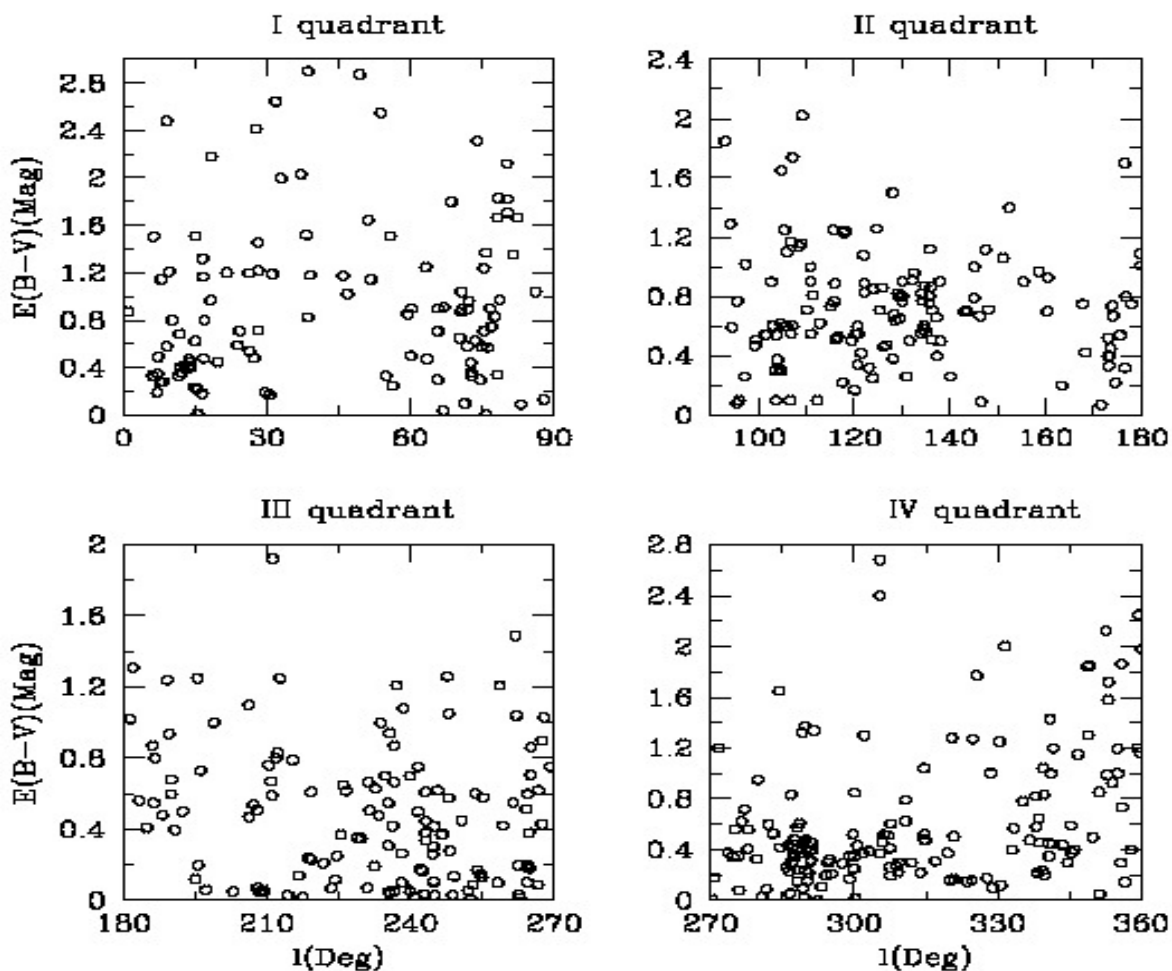 I quadrant
II quadrant
E(B-V)(Mag)
2.8
2.4
2
1.6
1.2
0.8
0.4
0
0 30 60 90
2.4
2
1.6
1.2
0.8
0.4
0
100 120 140 160 180
III quadrant
IV quadrant
E(B-V)(Mag)
2
1.6
1.2
0.8
0.4
0
180 210 240 270
l(Deg)
2.8
2.4
2
1.6
1.2
0.8
0.4
0
270 300 330 360
l(Deg)